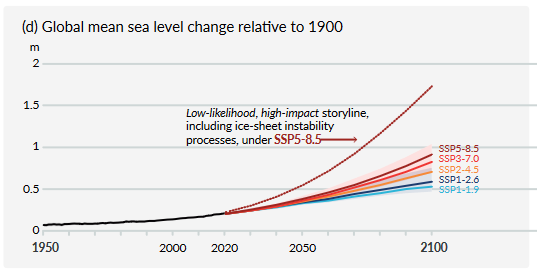 (d) Global mean sea level change relative to 1900
m
2
1.5
Low-likelihood, high-impact storyline,
including ice-sheet instability
processes, under SSP5-8.5
1
SSP5-8.5
SSP3-7.0
SSP2-4.5
SSP1-2.6
SSP1-1.9
0.5
0
1950
2000
2020
2050
2100